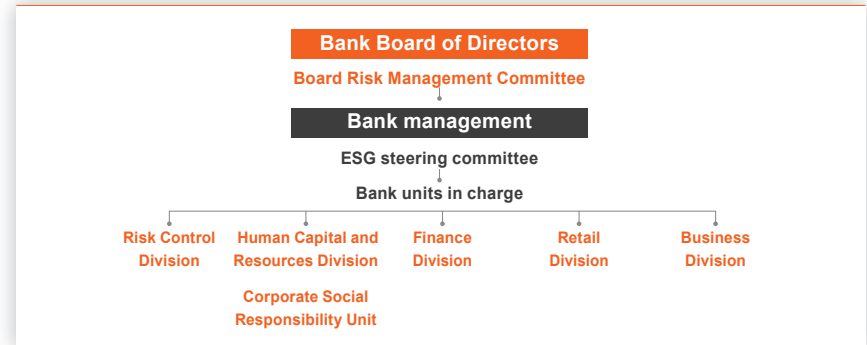 Bank Board of Directors
Board Risk Management Committee
Bank management
ESG steering committee
Bank units in charge
Risk Control
Division
Human Capital and
Resources Division
Corporate Social
Responsibility Unit
Finance
Division
Retail
Division
Business
Division